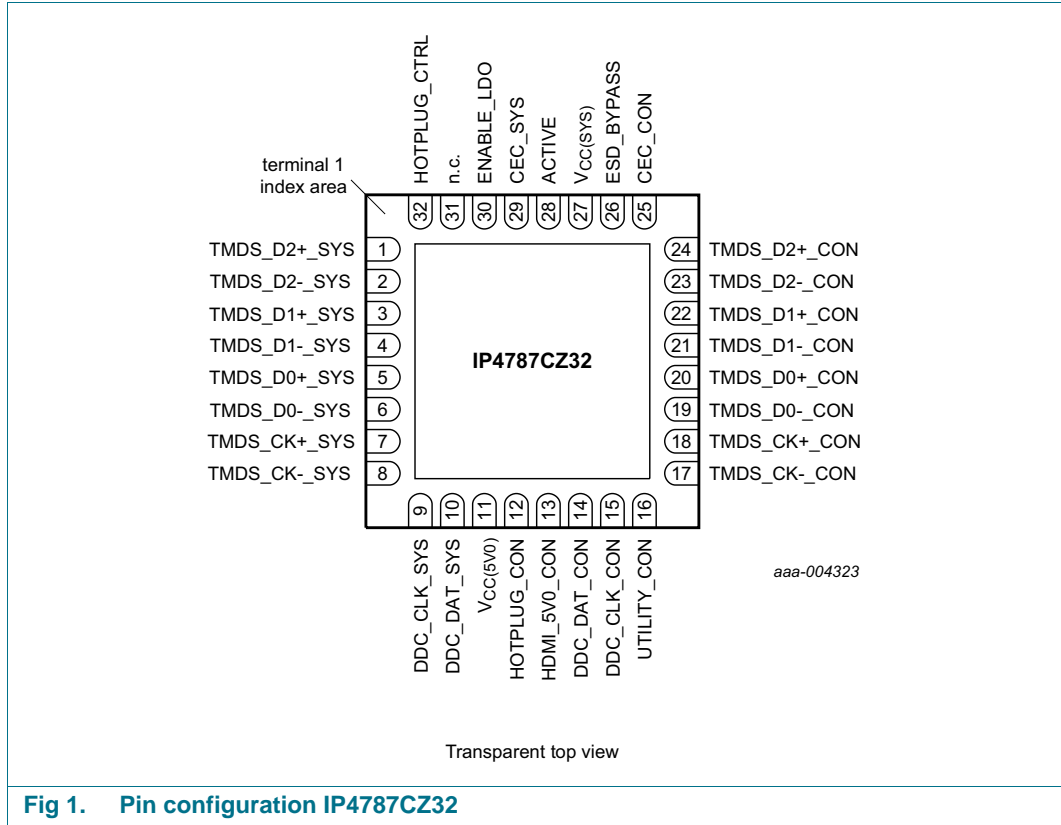 HOTPLUG_CTRL
n.c.
ENABLE_LDO
CEC_SYS
ACTIVE
VCC(SYS)
ESD_BYPASS
CEC_CON
terminal 1
index area
32 31 30 29 28 27 26 25
TMDS_D2+_SYS 1 24 TMDS_D2+_CON
TMDS_D2-_SYS 2 23 TMDS_D2-_CON
TMDS_D1+_SYS 3 22 TMDS_D1+_CON
TMDS_D1-_SYS 4 21 TMDS_D1-_CON
IP4787CZ32
TMDS_D0+_SYS 5 20 TMDS_D0+_CON
TMDS_D0-_SYS 6 19 TMDS_D0-_CON
TMDS_CK+_SYS 7 18 TMDS_CK+_CON
TMDS_CK-_SYS 8 17 TMDS_CK-_CON
9 10 11 12 13 14 15 16
DDC_CLK_SYS
DDC_DAT_SYS
VCC(5V0)
HOTPLUG_CON
HDMI_5V0_CON
DDC_DAT_CON
DDC_CLK_CON
UTILITY_CON
aaa-004323
Transparent top view
Fig 1. Pin configuration IP4787CZ32